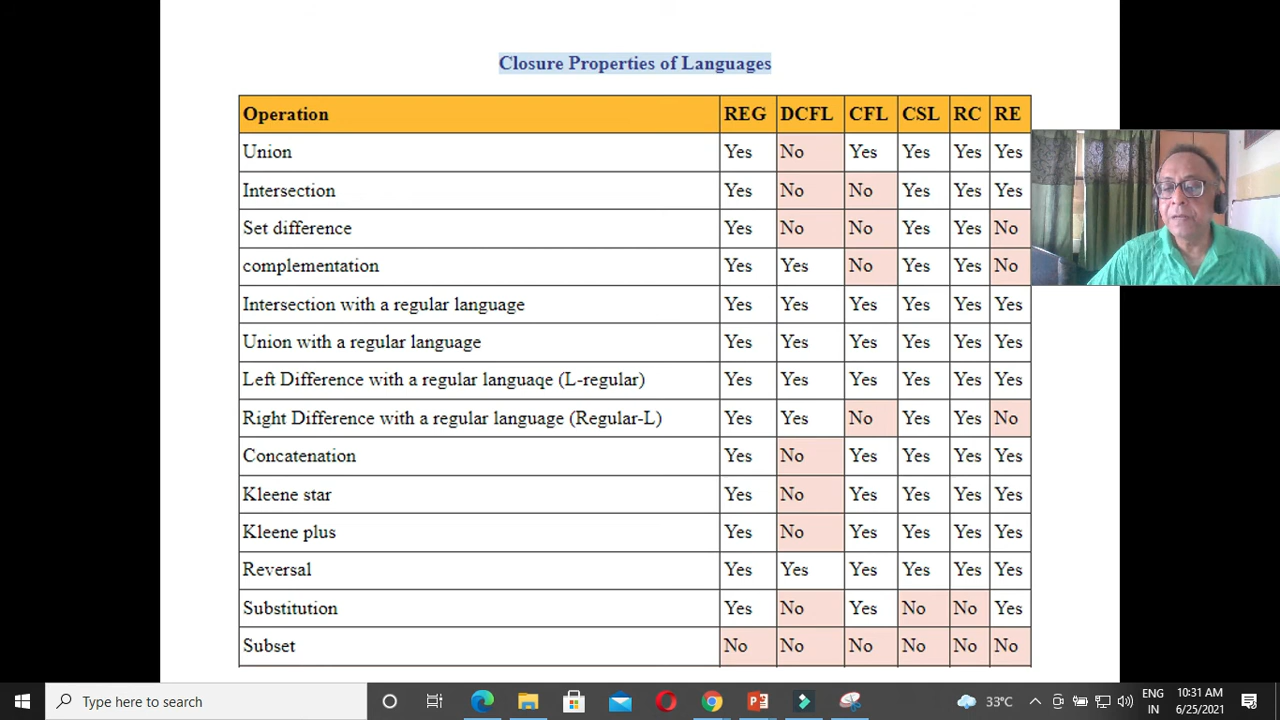 Closure Properties of Languages
Operation REG DCFL CFL CSL RC RE
Union Yes No Yes Yes Yes Yes
Intersection Yes No No Yes Yes Yes
Set difference Yes No No Yes Yes No
complementation Yes Yes No Yes Yes No
Intersection with a regular language Yes Yes Yes Yes Yes Yes
Union with a regular language Yes Yes Yes Yes Yes Yes
Left Difference with a regular languaqe (L-regular) Yes Yes Yes Yes Yes Yes
Right Difference with a regular language (Regular-L) Yes Yes No Yes Yes No
Concatenation Yes No Yes Yes Yes Yes
Kleene star Yes No Yes Yes Yes Yes
Kleene plus Yes No Yes Yes Yes Yes
Reversal Yes Yes Yes Yes Yes Yes
Substitution Yes No Yes No No Yes
Subset No No No No No No
Type here to search
33°C
ENG
IN
10:31 AM
6/25/2021